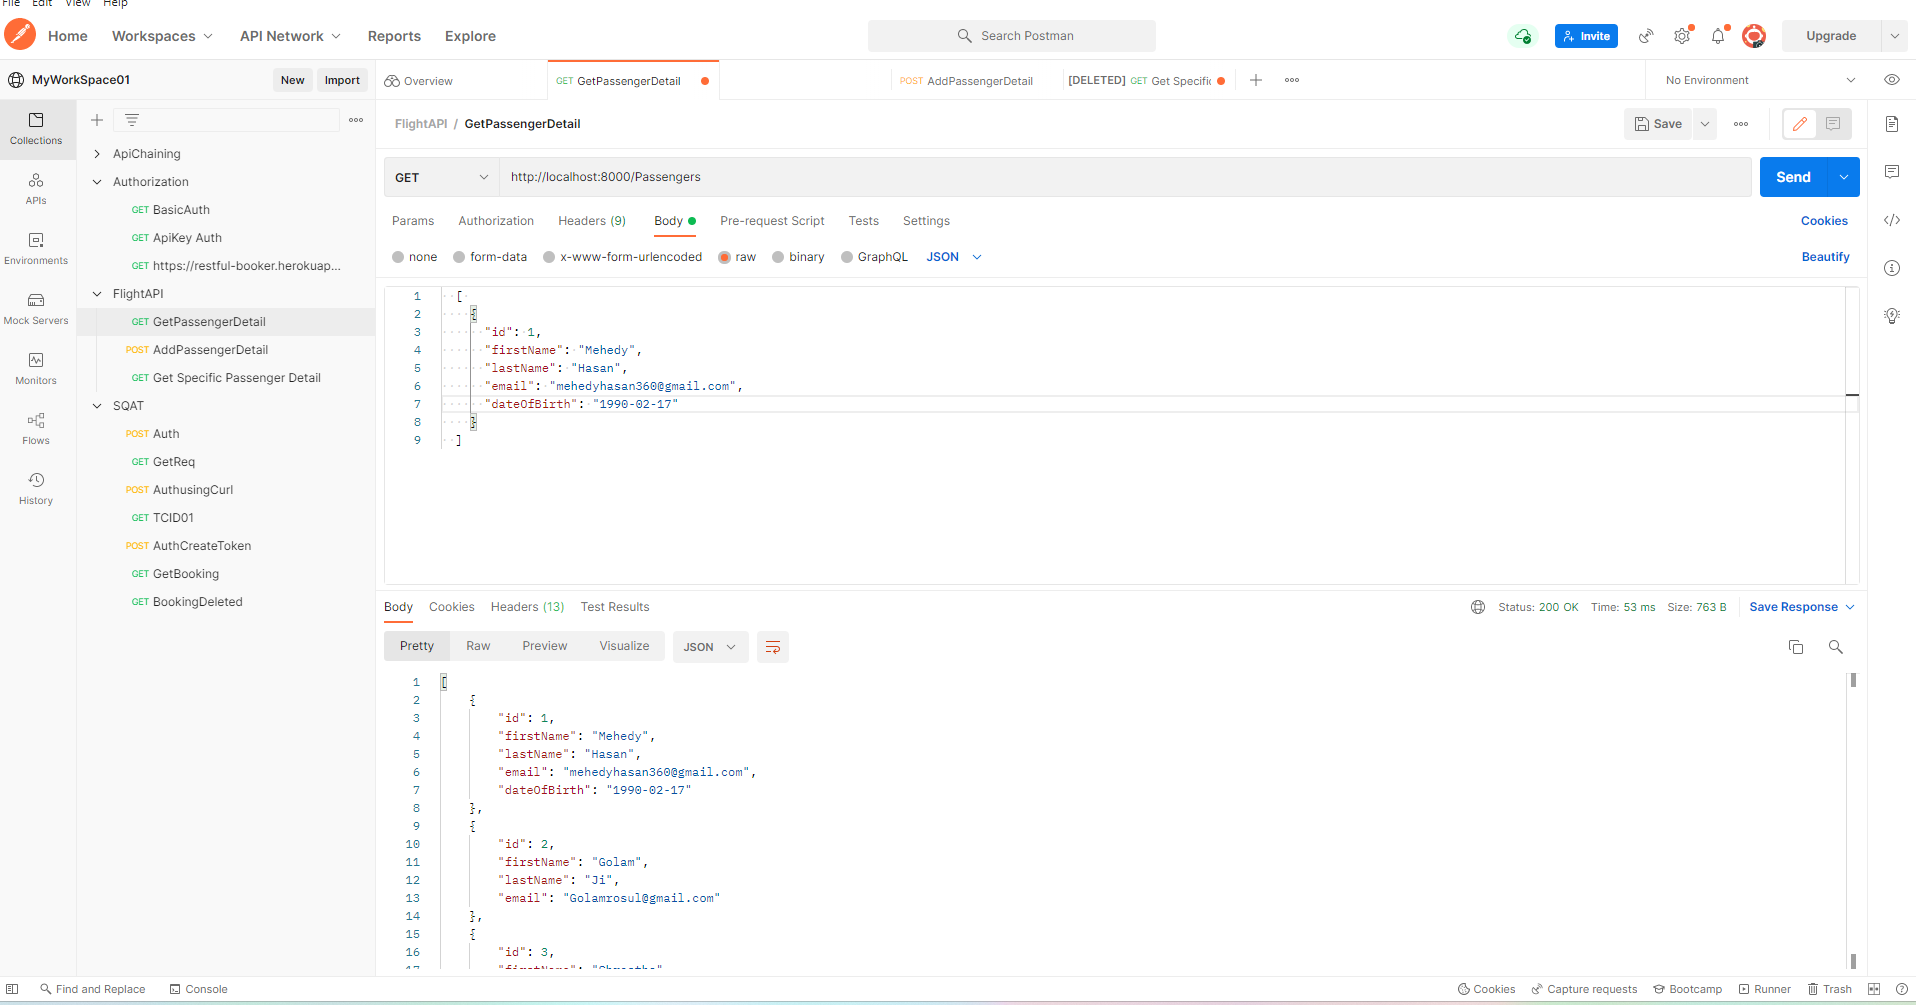 File Edit View Help
Home Workspaces API Network Reports Explore
Search Postman
Invite
Upgrade
MyWorkSpace01
New
Import
Overview
GET GetPassengerDetail
POST AddPassengerDetail
[DELETED] GET Get Specific
No Environment
Collections
APIs
Environments
Mock Servers
Monitors
Flows
History
ApiChaining
Authorization
GET BasicAuth
GET ApiKey Auth
GET https://restful-booker.herokuap...
FlightAPI
GET GetPassengerDetail
POST AddPassengerDetail
GET Get Specific Passenger Detail
SQAT
POST Auth
GET GetReq
POST AuthusingCurl
GET TCID01
POST AuthCreateToken
GET GetBooking
GET BookingDeleted
FlightAPI / GetPassengerDetail
Save
GET http://localhost:8000/Passengers
Send
Params Authorization Headers (9) Body Pre-request Script Tests Settings
Cookies
none form-data x-www-form-urlencoded raw binary GraphQL JSON
Beautify
1 [
2 {
3 "id": 1,
4 "firstName": "Mehedy",
5 "lastName": "Hasan",
6 "email": "mehedyhasan360@gmail.com",
7 "dateOfBirth": "1990-02-17"
8 }
9 ]
Body Cookies Headers (13) Test Results
Status: 200 OK Time: 53 ms Size: 763 B
Save Response
Pretty Raw Preview Visualize JSON
1 [
2 {
3 "id": 1,
4 "firstName": "Mehedy",
5 "lastName": "Hasan",
6 "email": "mehedyhasan360@gmail.com",
7 "dateOfBirth": "1990-02-17"
8 },
9 {
10 "id": 2,
11 "firstName": "Golam",
12 "lastName": "Ji",
13 "email": "Golamrosul@gmail.com"
14 },
15 {
16 "id": 3,
17 "firstName":
Find and Replace Console
Cookies Capture requests Bootcamp Runner Trash